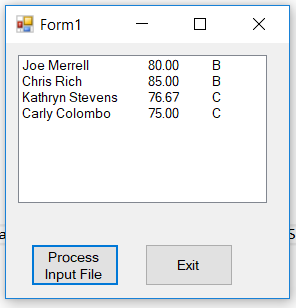 Form1
Joe Merrell 80.00 B
Chris Rich 85.00 B
Kathryn Stevens 76.67 C
Carly Colombo 75.00 C
a
S
Process
Input File
Exit